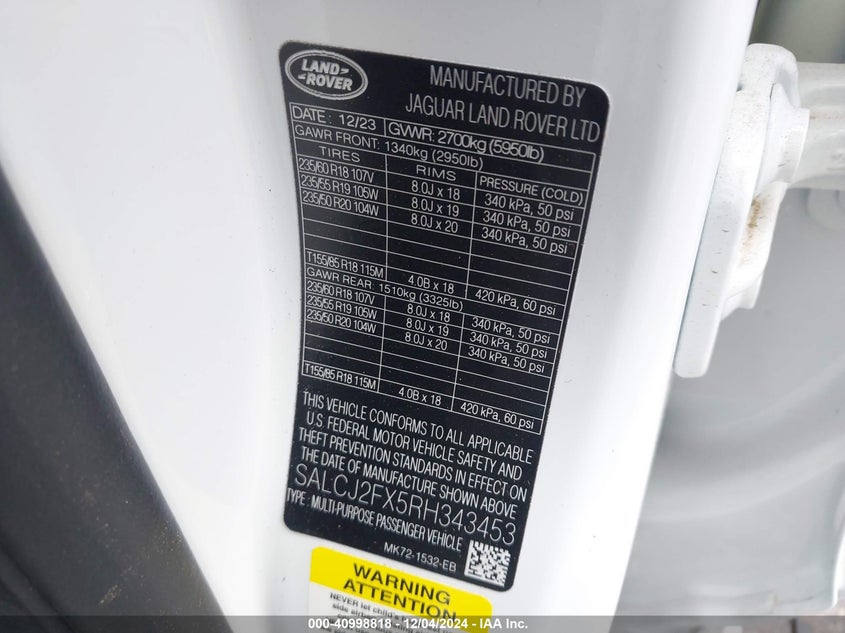 LAND
ROVER
MANUFACTURED BY
JAGUAR LAND ROVER LTD
DATE : 12/23 GVWR: 2700kg (5950lb)
GAWR FRONT: 1340kg (2950lb)
TIRES RIMS PRESSURE (COLD)
235/60 R18 107V 8.0J x 18 340 kPa, 50 psi
235/55 R19 105W 8.0J x 19 340 kPa, 50 psi
235/50 R20 104W 8.0J x 20 340 kPa, 50 psi
T155/85 R18 115M 4.0B x 18 420 kPa, 60 psi
GAWR REAR: 1510kg (3325lb)
235/60 R18 107V 8.0J x 18 340 kPa, 50 psi
235/55 R19 105W 8.0J x 19 340 kPa, 50 psi
235/50 R20 104W 8.0J x 20 340 kPa, 50 psi
T155/85 R18 115M 4.0B x 18 420 kPa, 60 psi
THIS VEHICLE CONFORMS TO ALL APPLICABLE
U.S. FEDERAL MOTOR VEHICLE SAFETY AND
THEFT PREVENTION STANDARDS IN EFFECT ON
THE DATE OF MANUFACTURE SHOWN ABOVE
SALCJ2FX5RH343453
TYPE: MULTI-PURPOSE PASSENGER VEHICLE
MK72-1532-EB
WARNING
ATTENTION
NEVER let child's
side airbag
000-40998818 - 12/04/2024 - IAA Inc.